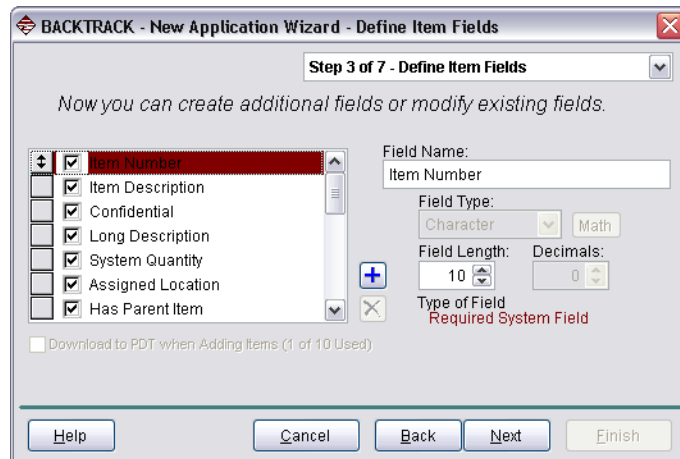 BACKTRACK - New Application Wizard - Define Item Fields
Step 3 of 7 - Define Item Fields
Now you can create additional fields or modify existing fields.
Item Number
Item Description
Confidential
Long Description
System Quantity
Assigned Location
Has Parent Item
Download to PDT when Adding Items (1 of 10 Used)
Field Name:
Item Number
Field Type:
Character
Math
Field Length: Decimals:
10 0
Type of Field
Required System Field
Help Cancel Back Next Finish